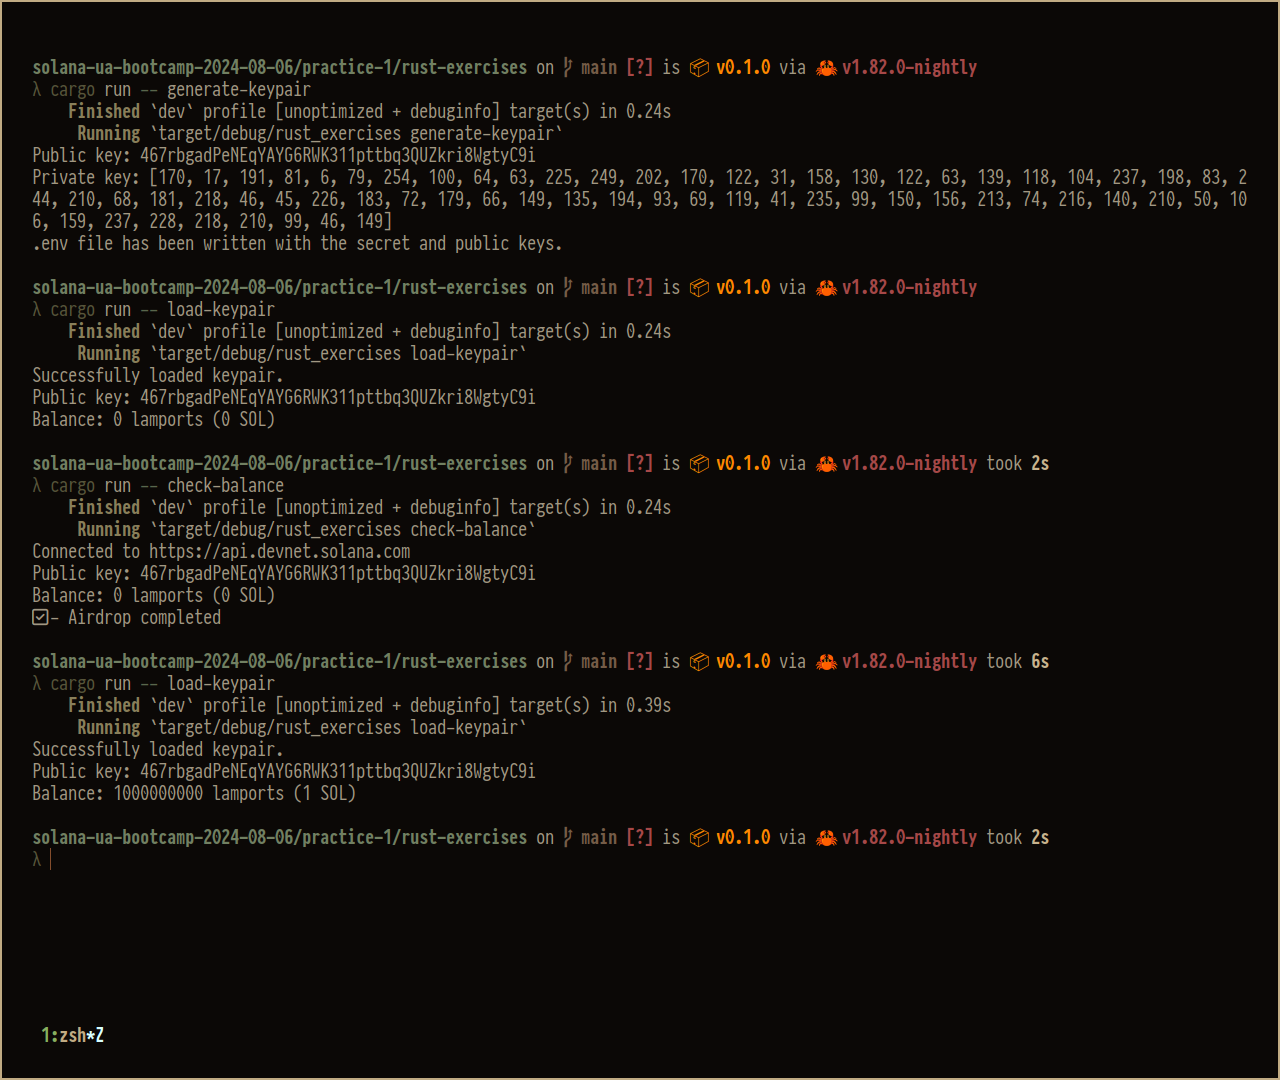 solana-ua-bootcamp-2024-08-06/practice-1/rust-exercises on main [?] is 📦 v0.1.0 via 🦀 v1.82.0-nightly
λ cargo run -- generate-keypair
    Finished `dev` profile [unoptimized + debuginfo] target(s) in 0.24s
     Running `target/debug/rust_exercises generate-keypair`
Public key: 467rbgadPeNEqYAYG6RWK311pttbq3QUZkri8WgtyC9i
Private key: [170, 17, 191, 81, 6, 79, 254, 100, 64, 63, 225, 249, 202, 170, 122, 31, 158, 130, 122, 63, 139, 118, 104, 237, 198, 83, 2
44, 210, 68, 181, 218, 46, 45, 226, 183, 72, 179, 66, 149, 135, 194, 93, 69, 119, 41, 235, 99, 150, 156, 213, 74, 216, 140, 210, 50, 10
6, 159, 237, 228, 218, 210, 99, 46, 149]
.env file has been written with the secret and public keys.
solana-ua-bootcamp-2024-08-06/practice-1/rust-exercises on main [?] is 📦 v0.1.0 via 🦀 v1.82.0-nightly
λ cargo run -- load-keypair
    Finished `dev` profile [unoptimized + debuginfo] target(s) in 0.24s
     Running `target/debug/rust_exercises load-keypair`
Successfully loaded keypair.
Public key: 467rbgadPeNEqYAYG6RWK311pttbq3QUZkri8WgtyC9i
Balance: 0 lamports (0 SOL)
solana-ua-bootcamp-2024-08-06/practice-1/rust-exercises on main [?] is 📦 v0.1.0 via 🦀 v1.82.0-nightly took 2s
λ cargo run -- check-balance
    Finished `dev` profile [unoptimized + debuginfo] target(s) in 0.24s
     Running `target/debug/rust_exercises check-balance`
Connected to https://api.devnet.solana.com
Public key: 467rbgadPeNEqYAYG6RWK311pttbq3QUZkri8WgtyC9i
Balance: 0 lamports (0 SOL)
☑- Airdrop completed
solana-ua-bootcamp-2024-08-06/practice-1/rust-exercises on main [?] is 📦 v0.1.0 via 🦀 v1.82.0-nightly took 6s
λ cargo run -- load-keypair
    Finished `dev` profile [unoptimized + debuginfo] target(s) in 0.39s
     Running `target/debug/rust_exercises load-keypair`
Successfully loaded keypair.
Public key: 467rbgadPeNEqYAYG6RWK311pttbq3QUZkri8WgtyC9i
Balance: 1000000000 lamports (1 SOL)
solana-ua-bootcamp-2024-08-06/practice-1/rust-exercises on main [?] is 📦 v0.1.0 via 🦀 v1.82.0-nightly took 2s
λ
1:zsh*Z